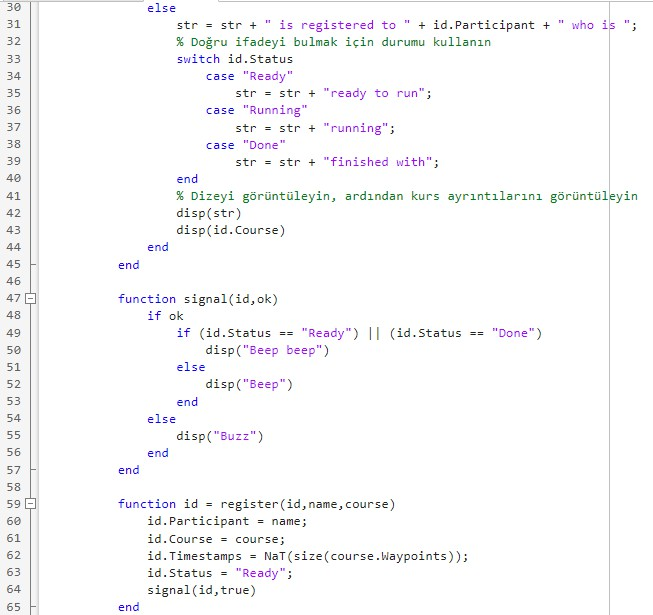 30 else
31 str = str + " is registered to " + id.Participant + " who is ";
32 % Doğru ifadeyi bulmak için durumu kullanın
33 switch id.Status
34 case "Ready"
35 str = str + "ready to run";
36 case "Running"
37 str = str + "running";
38 case "Done"
39 str = str + "finished with";
40 end
41 % Dizeyi görüntüleyin, ardından kurs ayrıntılarını görüntüleyin
42 disp(str)
43 disp(id.Course)
44 end
45 end
46
47 function signal(id,ok)
48 if ok
49 if (id.Status == "Ready") || (id.Status == "Done")
50 disp("Beep beep")
51 else
52 disp("Beep")
53 end
54 else
55 disp("Buzz")
56 end
57 end
58
59 function id = register(id,name,course)
60 id.Participant = name;
61 id.Course = course;
62 id.Timestamps = NaT(size(course.Waypoints));
63 id.Status = "Ready";
64 signal(id,true)
65 end